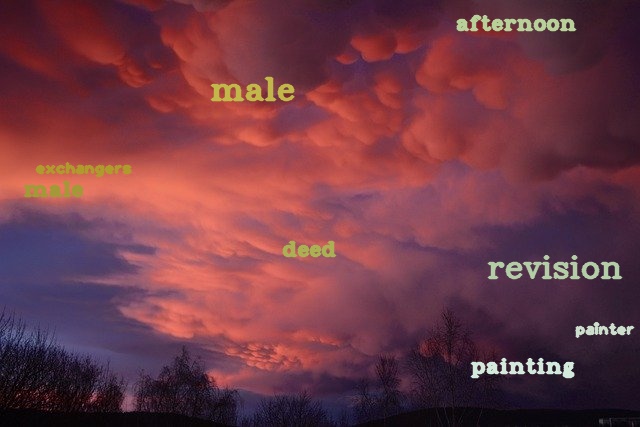 afternoon
male
exchangers
male
deed
revision
painter
painting